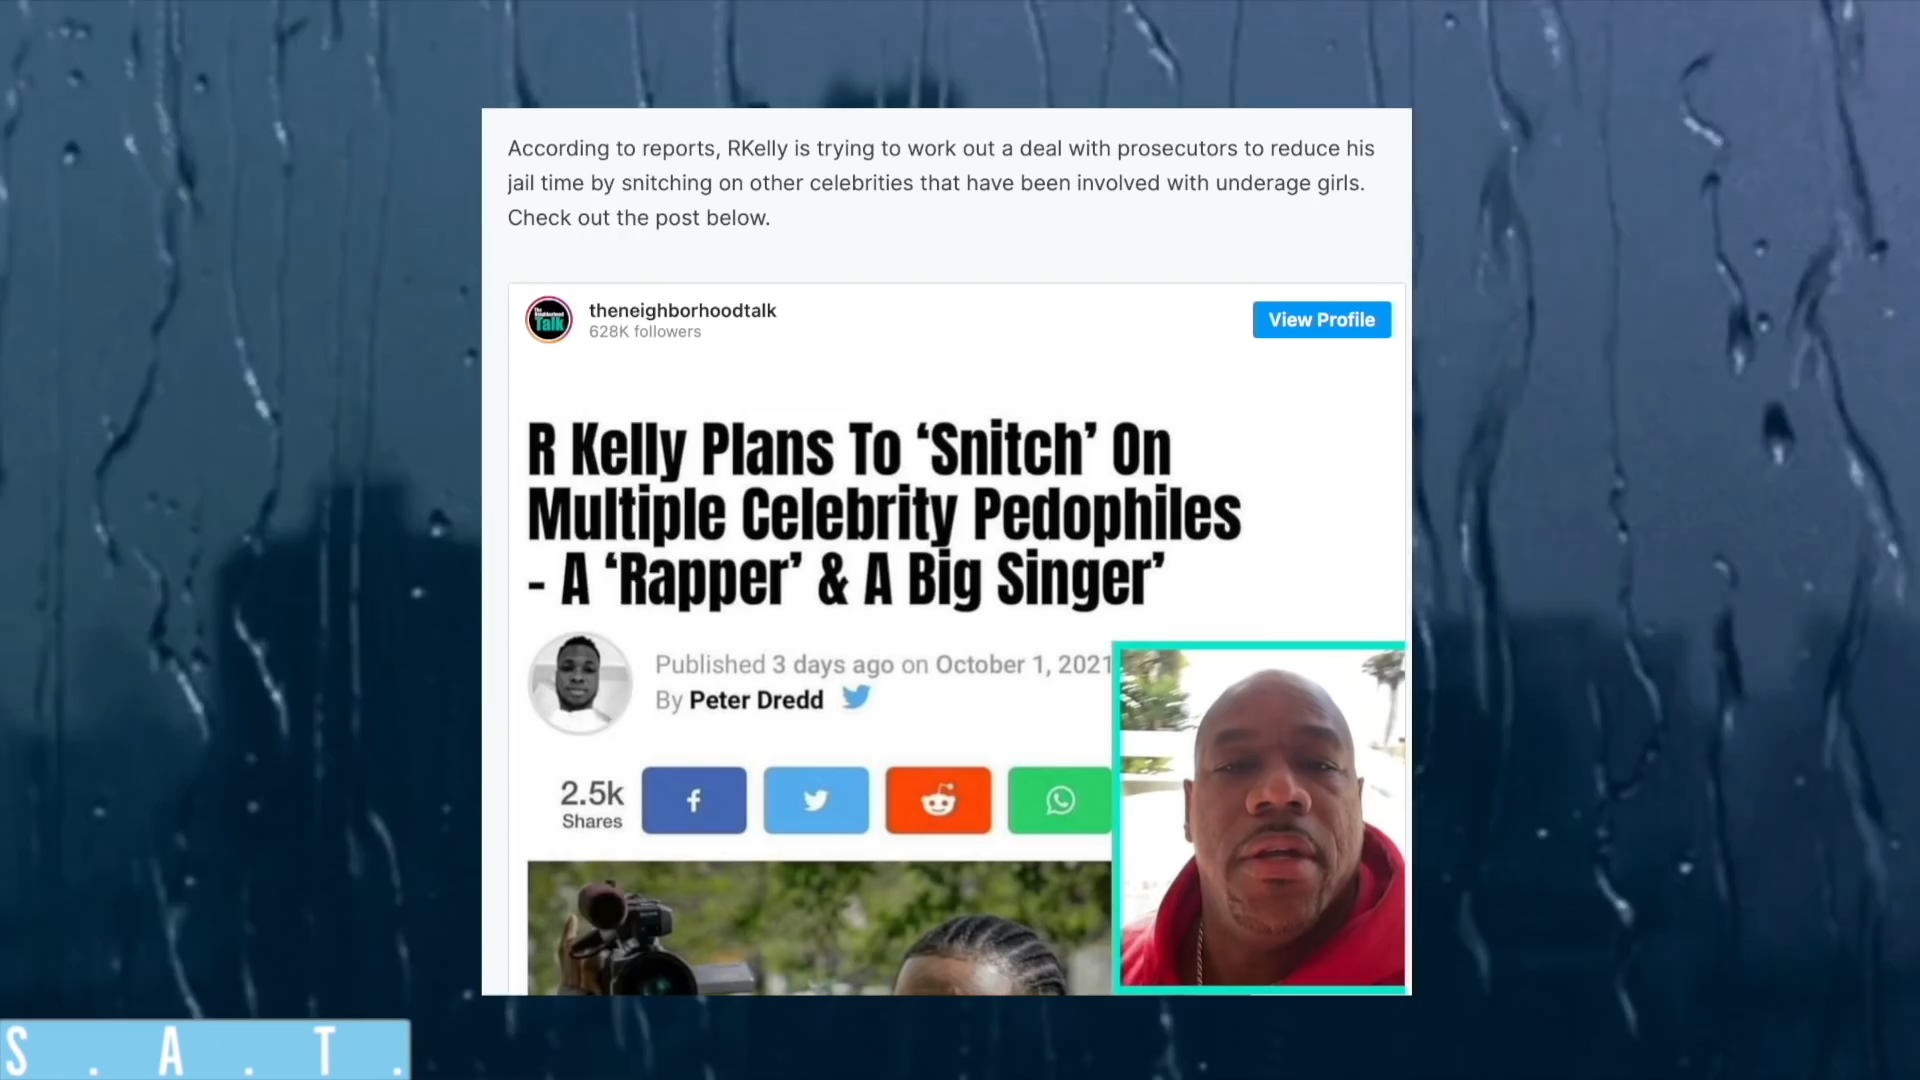 According to reports, RKelly is trying to work out a deal with prosecutors to reduce his
jail time by snitching on other celebrities that have been involved with underage girls.
Check out the post below.
The
Neighborhood
Talk
theneighborhoodtalk
628K followers
View Profile
R Kelly Plans To ‘Snitch’ On
Multiple Celebrity Pedophiles
- A ‘Rapper’ & A Big Singer’
Published 3 days ago on October 1, 2021
By Peter Dredd
2.5k
Shares
S . A . T .